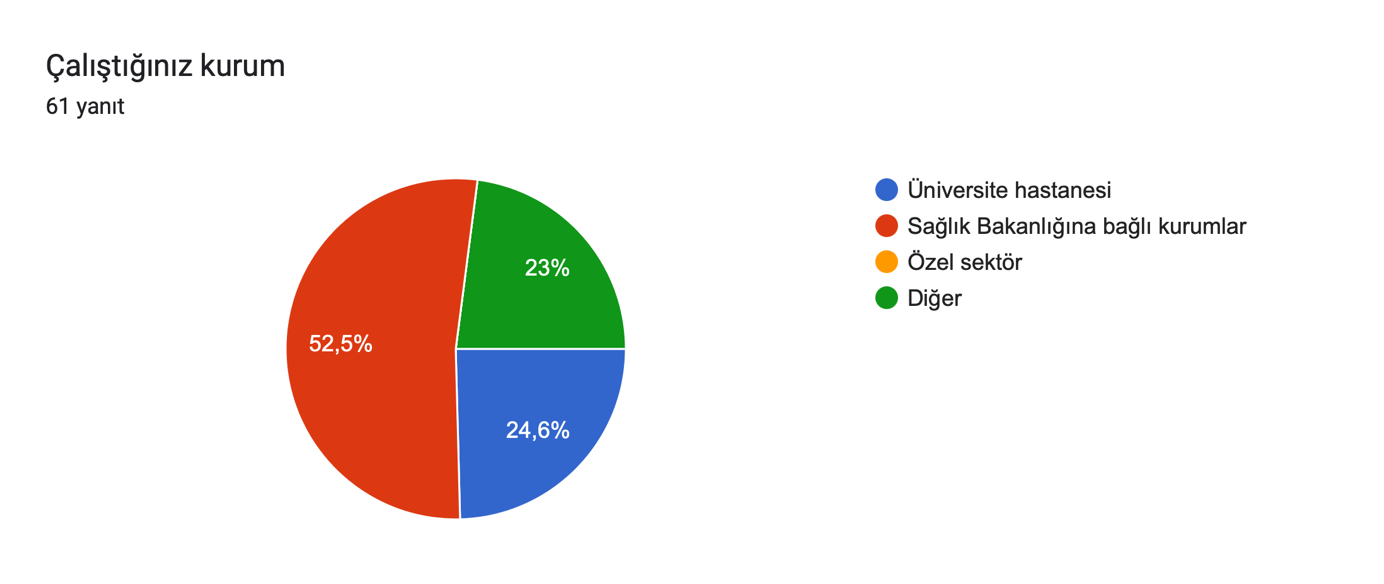 Çalıştığınız kurum
61 yanıt
Üniversite hastanesi
Sağlık Bakanlığına bağlı kurumlar
Özel sektör
Diğer
23%
52,5%
24,6%